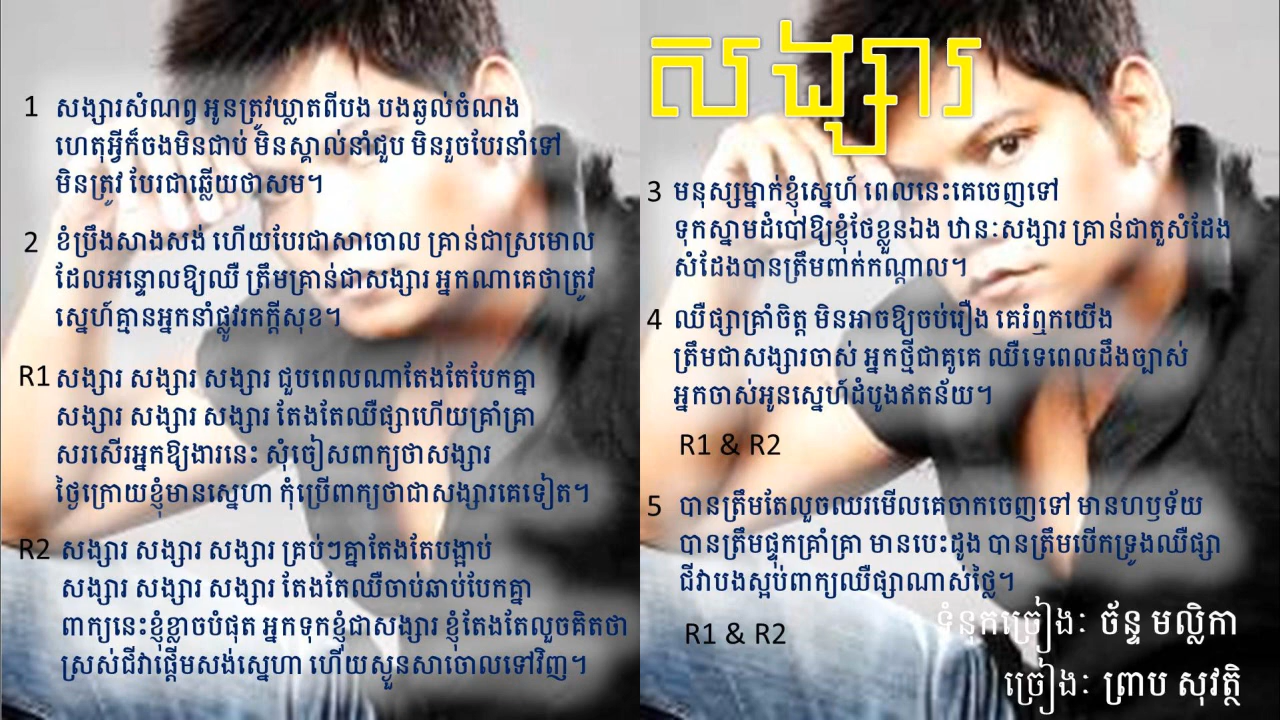 1 សង្សារសំណព្វ អូនត្រូវឃ្លាតពីបង បងឆ្ងល់ចំណង
ហេតុអ្វីក៏ចងមិនជាប់ មិនស្គាល់នាំជួប មិនរួចបែរនាំទៅ
មិនត្រូវ បែរជាឆ្លើយថាសម។
2 ខំប្រឹងសាងសង់ ហើយបែរជាសាចោល គ្រាន់ជាស្រមោល
ដែលអន្ទោលឱ្យឈឺ ត្រឹមគ្រាន់ជាសង្សារ អ្នកណាគេថាត្រូវ
ស្នេហ៍គ្មានអ្នកនាំផ្លូវរកក្ដីសុខ។
R1 សង្សារ សង្សារ សង្សារ ជួបពេលណាតែងតែបែកគ្នា
សង្សារ សង្សារ សង្សារ តែងតែឈឺផ្សាហើយគ្រាំគ្រា
សរសើរអ្នកឱ្យងារនេះ សុំចៀសពាក្យថាសង្សារ
ថ្ងៃក្រោយខ្ញុំមានស្នេហា កុំប្រើពាក្យថាជាសង្សារគេទៀត។
R2 សង្សារ សង្សារ សង្សារ គ្រប់ៗគ្នាតែងតែបង្អាប់
សង្សារ សង្សារ សង្សារ តែងតែឈឺចាប់ឆាប់បែកគ្នា
ពាក្យនេះខ្ញុំខ្លាចបំផុត អ្នកទុកខ្ញុំជាសង្សារ ខ្ញុំតែងតែលួចគិតថា
ស្រស់ជីវាផ្ដើមសង់ស្នេហា ហើយស្ងួនសាចោលទៅវិញ។
សង្សារ
3 មនុស្សម្នាក់ខ្ញុំស្នេហ៍ ពេលនេះគេចេញទៅ
ទុកស្នាមដំបៅឱ្យខ្ញុំថែខ្លួនឯង ឋានៈសង្សារ គ្រាន់ជាតួសំដែង
សំដែងបានត្រឹមពាក់កណ្ដាល។
4 ឈឺផ្សាគ្រាំចិត្ត មិនអាចឱ្យចប់រឿង គេរំឮកយើង
ត្រឹមជាសង្សារចាស់ អ្នកថ្មីជាគូគេ ឈឺទេពេលដឹងច្បាស់
អ្នកចាស់អូនស្នេហ៍ដំបូងឥតន័យ។
R1 & R2
5 បានត្រឹមតែលួចឈរមើលគេចាកចេញទៅ មានហឫទ័យ
បានត្រឹមផ្ទុកគ្រាំគ្រា មានបេះដូង បានត្រឹមបើកទ្រូងឈឺផ្សា
ជីវាបងស្អប់ពាក្យឈឺផ្សាណាស់ថ្លៃ។
R1 & R2
ទំនុកច្រៀង: ច័ន្ទ មល្លិកា
ច្រៀង: ព្រាប សុវត្ថិ